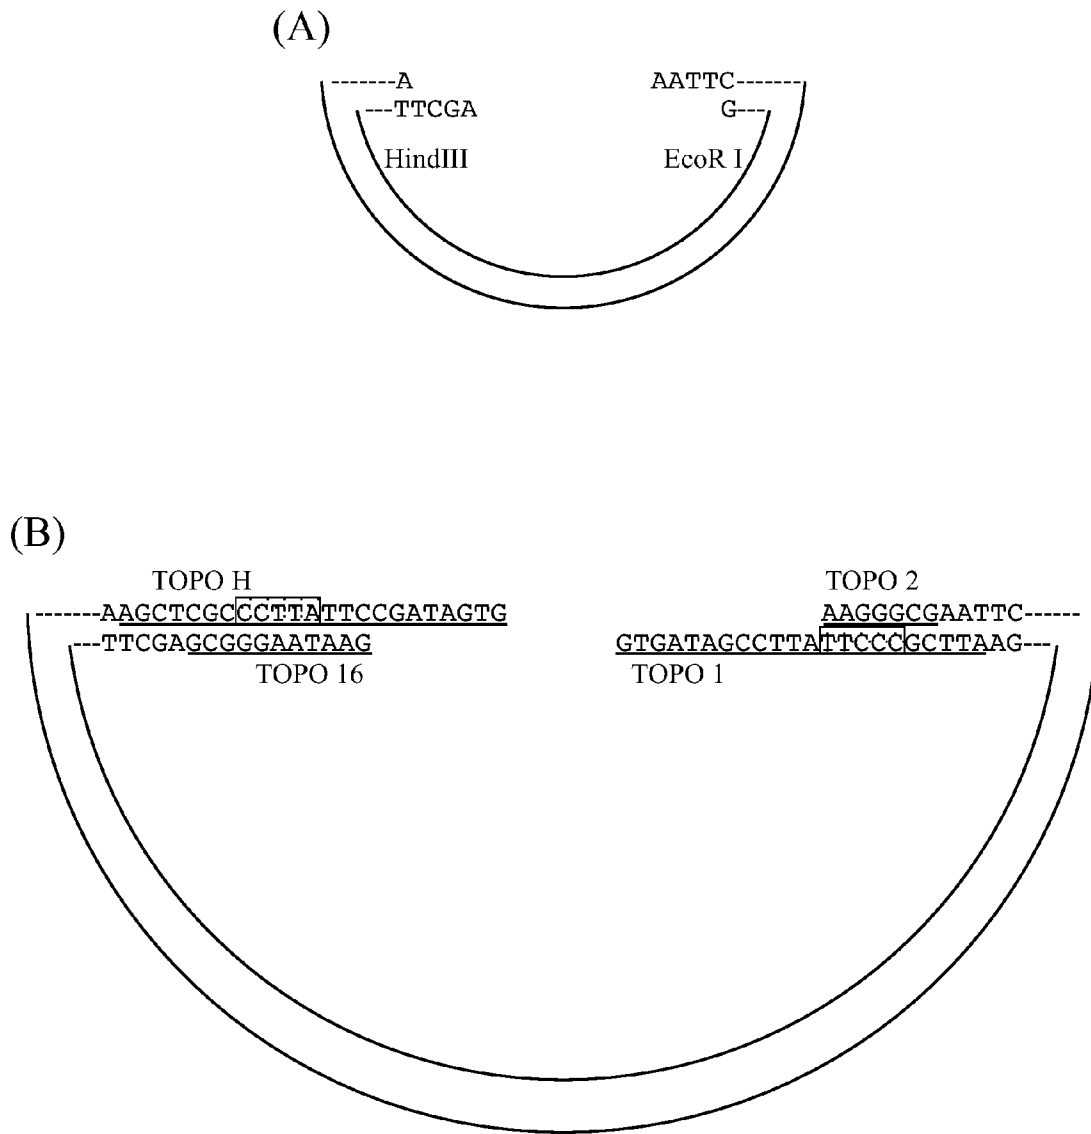 (A)
-------A AATTC-------
---TTCGA G---
HindIII EcoR I
(B)
TOPO H TOPO 2
-------AAGCTCGCCCTTATTCCGATAGTG AAGGGCGAATTC------
---TTCGAGCGGGAATAAG GTGATAGCCTTATTCCCGCTTAAG---
TOPO 16 TOPO 1